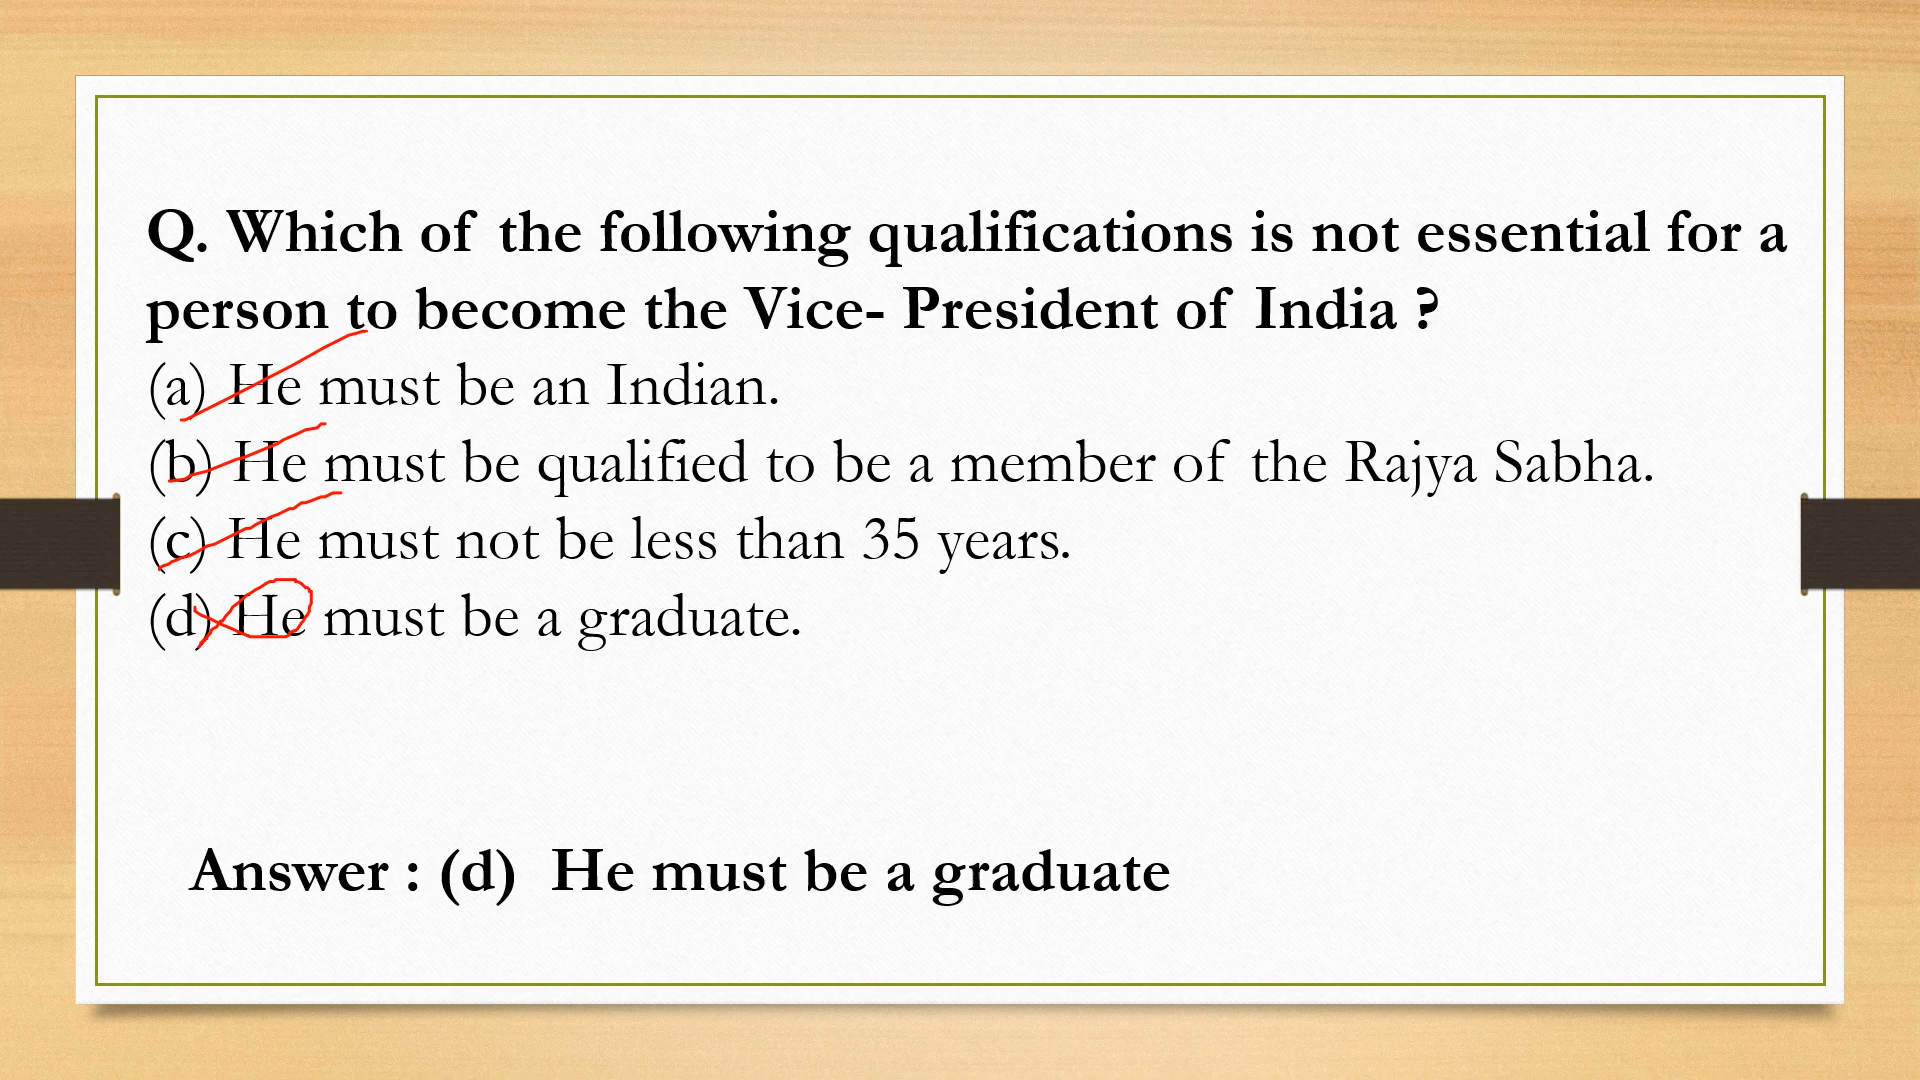 Q. Which of the following qualifications is not essential for a
person to become the Vice- President of India ?
(a) He must be an Indian.
(b) He must be qualified to be a member of the Rajya Sabha.
(c) He must not be less than 35 years.
(d) He must be a graduate.
Answer : (d) He must be a graduate